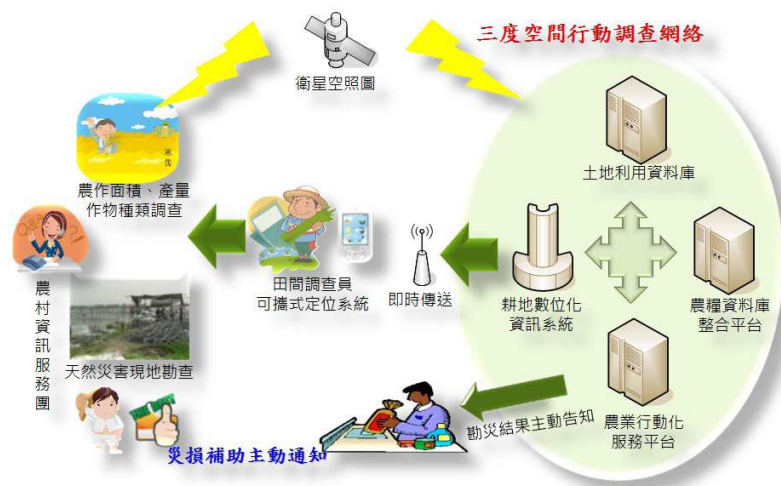 三度空間行動調查網絡
衛星空照圖
土地利用資料庫
農作面積、產量
作物種類調查
Q&A
農村資訊服務團
田間調查員
可攜式定位系統
即時傳送
耕地數位化
資訊系統
農糧資料庫
整合平台
天然災害現地勘查
勘災結果主動告知
農業行動化
服務平台
災損補助主動通知